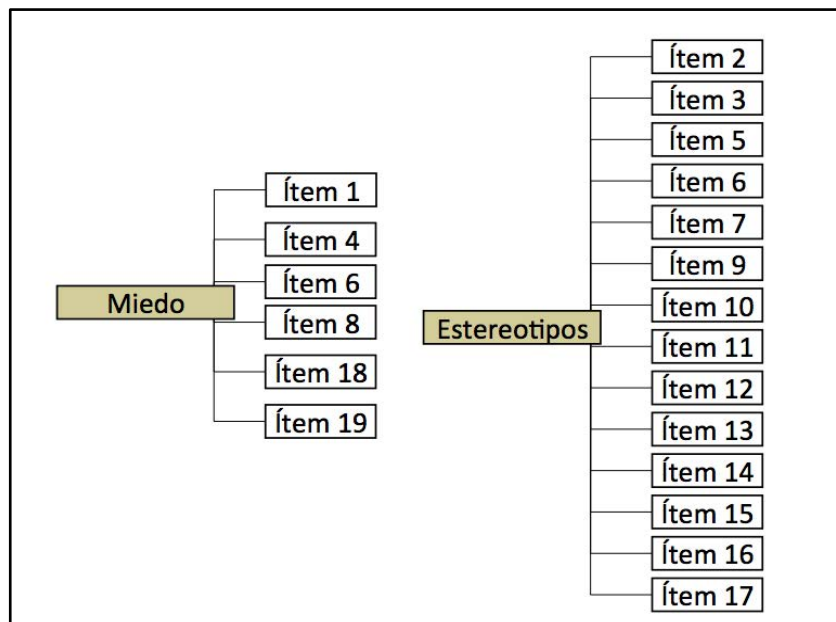 Miedo
Ítem 1
Ítem 4
Ítem 6
Ítem 8
Ítem 18
Ítem 19
Estereotipos
Ítem 2
Ítem 3
Ítem 5
Ítem 6
Ítem 7
Ítem 9
Ítem 10
Ítem 11
Ítem 12
Ítem 13
Ítem 14
Ítem 15
Ítem 16
Ítem 17